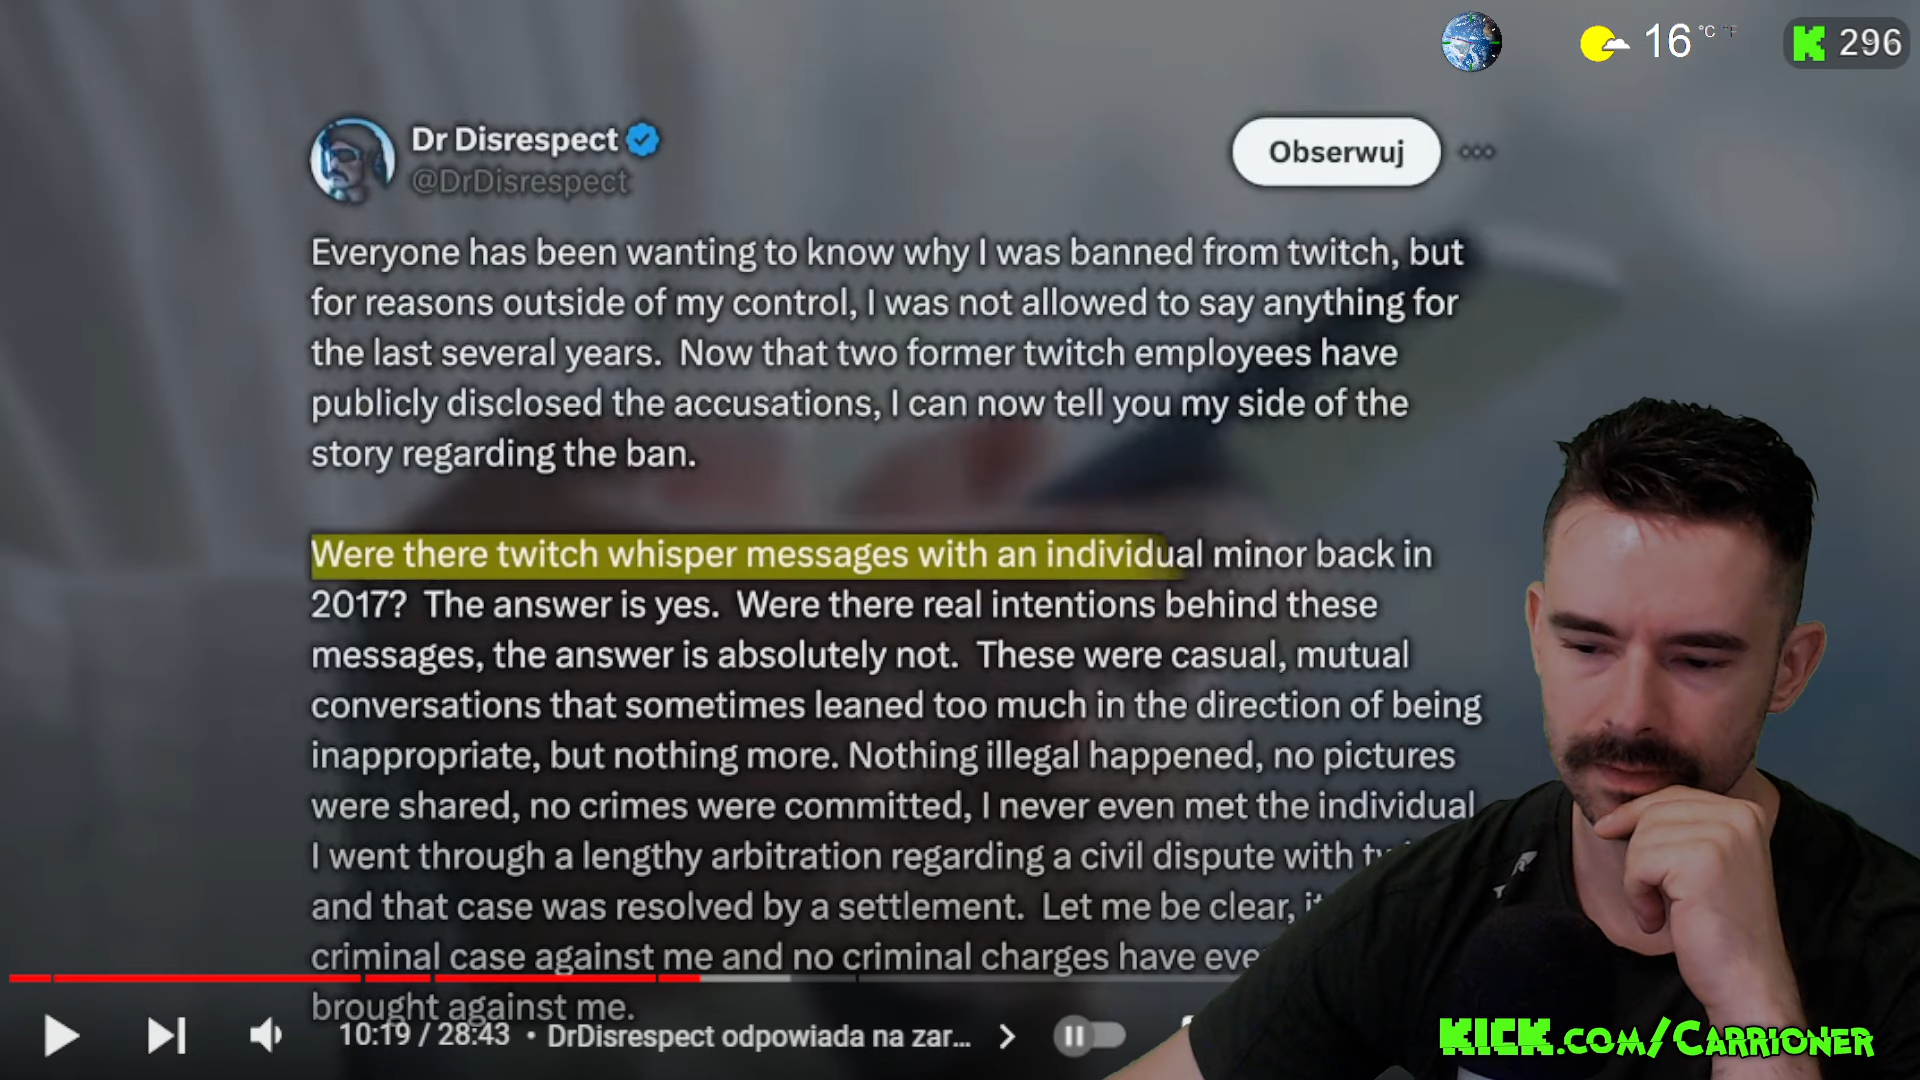 16 °C °F
296
Dr Disrespect
@DrDisrespect
Obserwuj
Everyone has been wanting to know why I was banned from twitch, but
for reasons outside of my control, I was not allowed to say anything for
the last several years.  Now that two former twitch employees have
publicly disclosed the accusations, I can now tell you my side of the
story regarding the ban.
Were there twitch whisper messages with an individual minor back in
2017?  The answer is yes.  Were there real intentions behind these
messages, the answer is absolutely not.  These were casual, mutual
conversations that sometimes leaned too much in the direction of being
inappropriate, but nothing more. Nothing illegal happened, no pictures
were shared, no crimes were committed, I never even met the individual
I went through a lengthy arbitration regarding a civil dispute with
and that case was resolved by a settlement.  Let me be clear,
criminal case against me and no criminal charges have
brought against me.
10:19 / 28:43 • DrDisrespect odpowiada na zar...
KICK.com/Carrioner